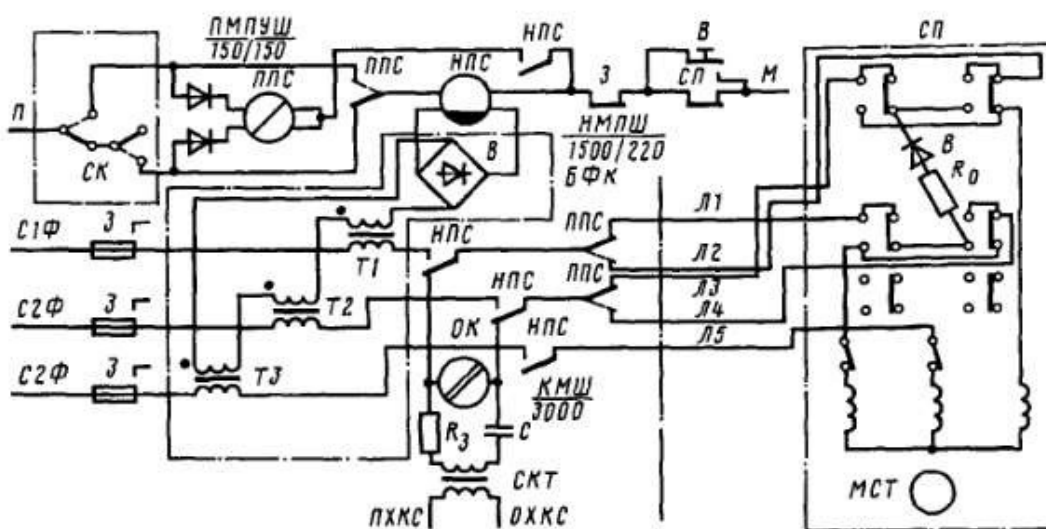 ПМПУШ
150/150
ППС
ППС
НПС
НПС
В
СП
З
М
СП
П
СК
В
НМПШ
1500/220
БФК
В
R0
С1Ф
З
Т1
НПС
ППС
Л1
Л2
ППС
Л3
Л4
С2Ф
З
Т2
ОК
НПС
НПС
Л5
С2Ф
З
Т3
КМШ
3000
R3
С
СКТ
ПХКС
ОХКС
МСТ